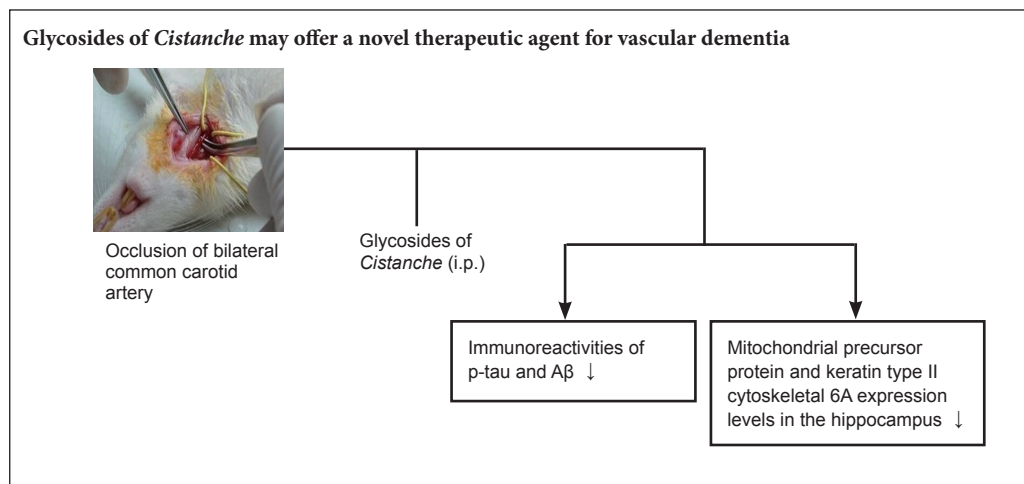 Glycosides of Cistanche may offer a novel therapeutic agent for vascular dementia
Occlusion of bilateral
common carotid
artery
Glycosides of
Cistanche (i.p.)
Immunoreactivities of
p-tau and Aβ ↓
Mitochondrial precursor
protein and keratin type II
cytoskeletal 6A expression
levels in the hippocampus ↓